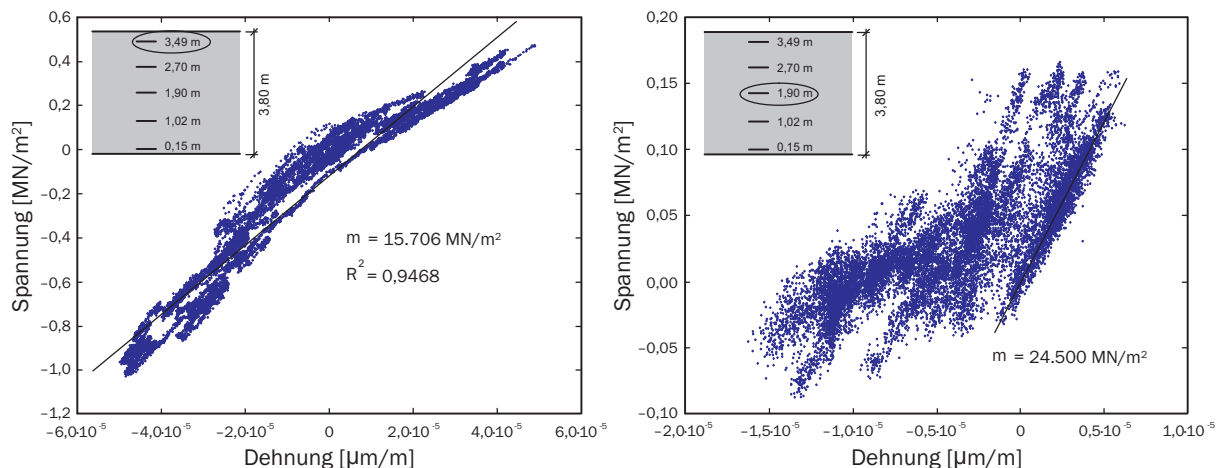 0,6
0,4
0,2
0
–0,2
–0,4
–0,6
–0,8
–1,0
–1,2
Spannung [MN/m²]
3,49 m
2,70 m
1,90 m
1,02 m
0,15 m
3,80 m
m = 15.706 MN/m²
R² = 0,9468
–6,0·10⁻⁵ –4,0·10⁻⁵ –2,0·10⁻⁵ 0 2,0·10⁻⁵ 4,0·10⁻⁵ 6,0·10⁻⁵
Dehnung [µm/m]
0,20
0,15
0,10
0,05
0,00
–0,05
–0,10
Spannung [MN/m²]
3,49 m
2,70 m
1,90 m
1,02 m
0,15 m
3,80 m
m = 24.500 MN/m²
–2,0·10⁻⁵ –1,5·10⁻⁵ –1,0·10⁻⁵ –0,5·10⁻⁵ 0 0,5·10⁻⁵ 1,0·10⁻⁵
Dehnung [µm/m]